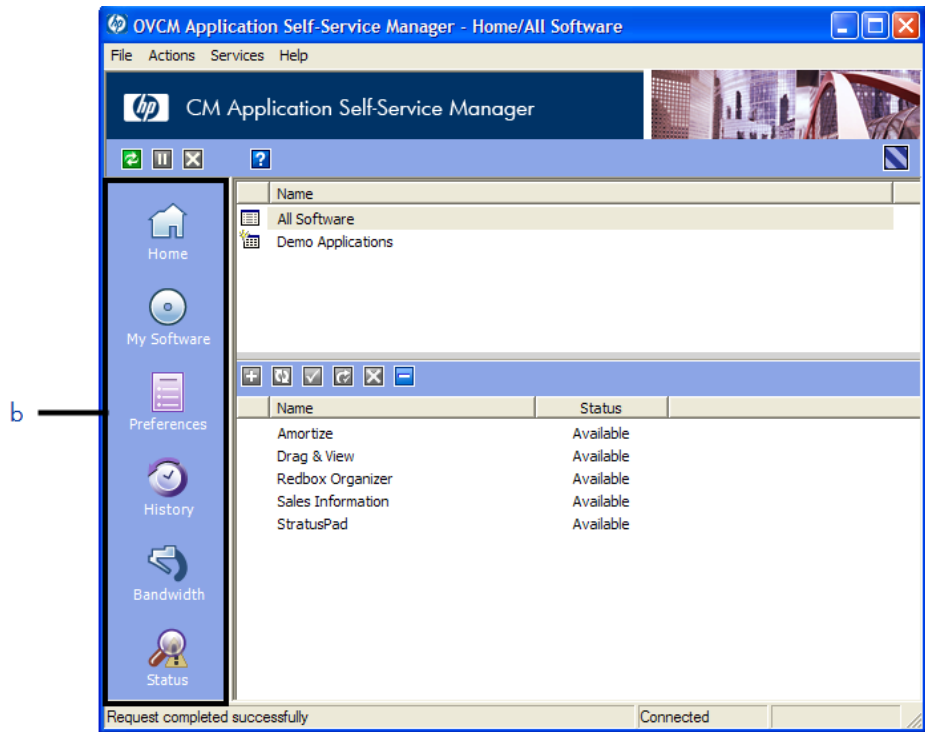 OVCM Application Self-Service Manager - Home/All Software
File Actions Services Help
hp CM Application Self-Service Manager
Name
All Software
Demo Applications
Home
My Software
Preferences
History
Bandwidth
Status
b
Name Status
Amortize Available
Drag & View Available
Redbox Organizer Available
Sales Information Available
StratusPad Available
Request completed successfully Connected